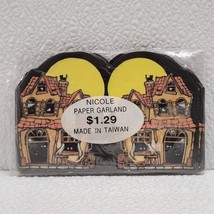 NICOLE
PAPER GARLAND
$1.29
MADE IN TAIWAN